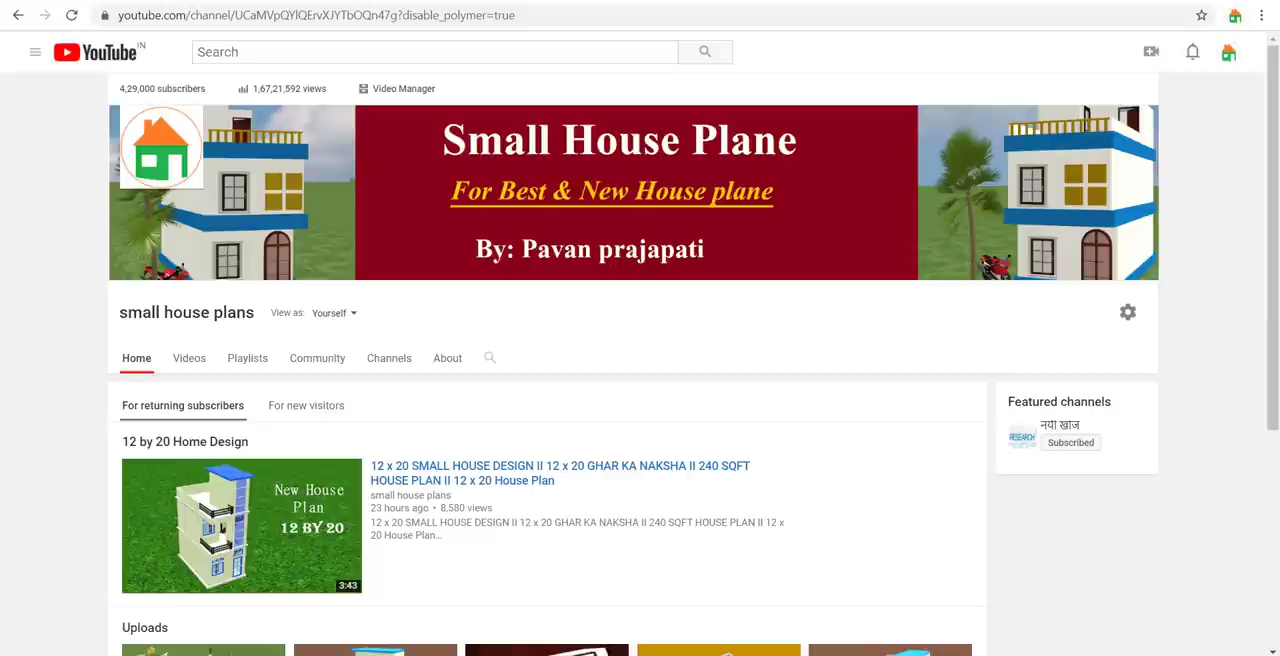 youtube.com/channel/UCaMVpQYlQErvXJYTbOQn47g?disable_polymer=true
YouTube IN
Search
4,29,000 subscribers
1,67,21,592 views
Video Manager
Small House Plane
For Best & New House plane
By: Pavan prajapati
small house plans
View as: Yourself
Home
Videos
Playlists
Community
Channels
About
For returning subscribers
For new visitors
12 by 20 Home Design
New House
Plan
12 BY 20
3:43
12 x 20 SMALL HOUSE DESIGN II 12 x 20 GHAR KA NAKSHA II 240 SQFT
HOUSE PLAN II 12 x 20 House Plan
small house plans
23 hours ago • 8,580 views
12 x 20 SMALL HOUSE DESIGN II 12 x 20 GHAR KA NAKSHA II 240 SQFT HOUSE PLAN II 12 x
20 House Plan...
Featured channels
RESEARCH
नयी खोज
Subscribed
Uploads